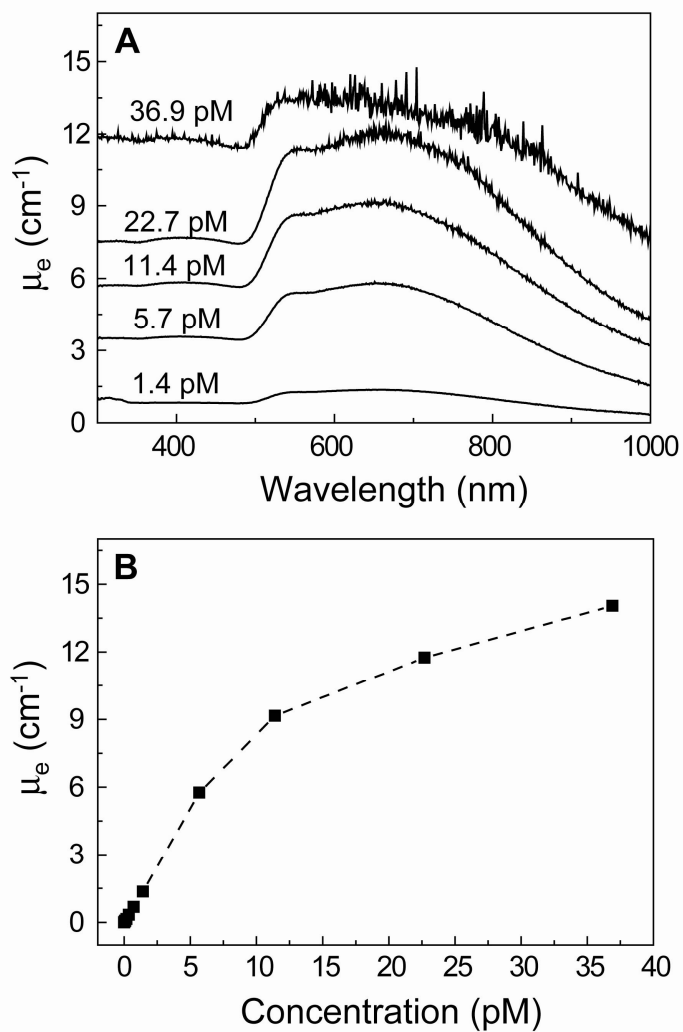 A
15
36.9 pM
12
9
22.7 pM
11.4 pM
6
5.7 pM
3
1.4 pM
0
μe (cm-1)
400 600 800 1000
Wavelength (nm)
B
15
12
9
6
3
0
μe (cm-1)
0 5 10 15 20 25 30 35 40
Concentration (pM)